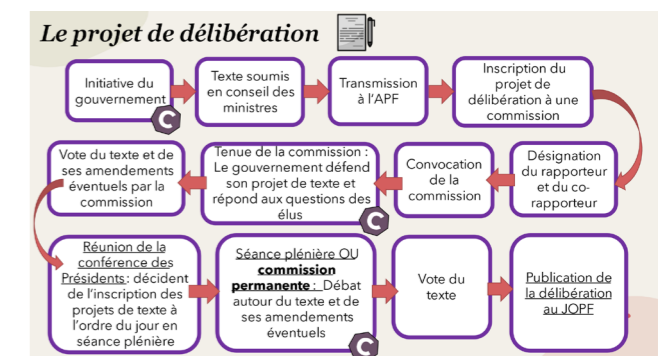 Le projet de délibération
Initiative du
gouvernement
C
Texte soumis
en conseil des
ministres
Transmission
à l'APF
Inscription du
projet de
délibération à une
commission
Désignation
du rapporteur
et du co-
rapporteur
Convocation
de la
commission
Tenue de la commission :
Le gouvernement défend
son projet de texte et
répond aux questions des
élus
C
Vote du texte et de
ses amendements
éventuels par la
commission
Réunion de la
conférence des
Présidents : décident
de l'inscription des
projets de texte à
l'ordre du jour en
séance plénière
Séance plénière OU
commission
permanente : Débat
autour du texte et de
ses amendements
éventuels
C
Vote du
texte
Publication de
la délibération
au JOPF